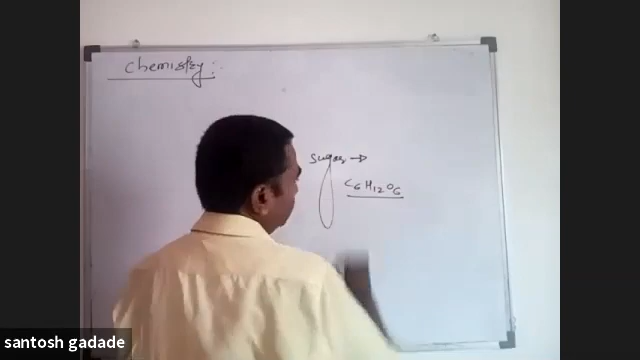 Chemistry :-
Sugar →
C6H12O6
santosh gadade